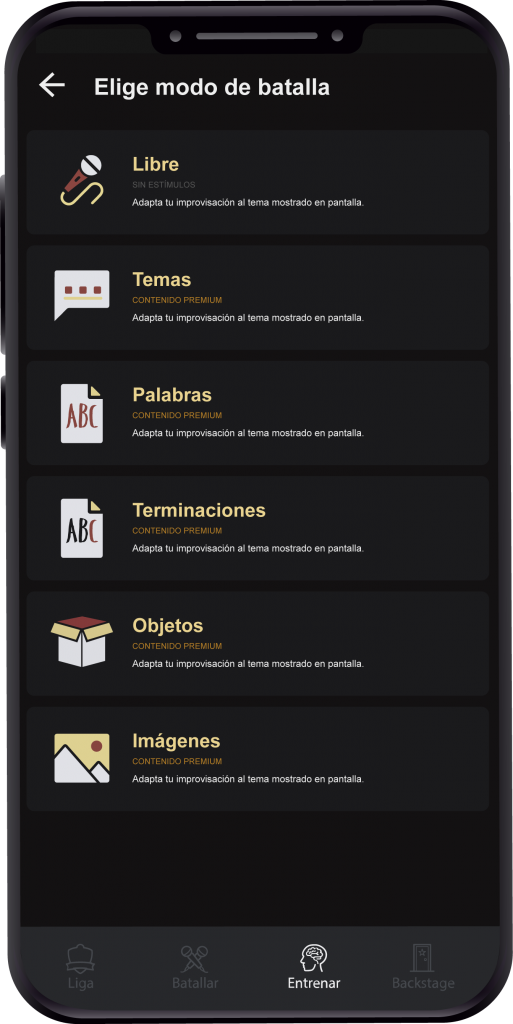 Elige modo de batalla
Libre
SIN ESTÍMULOS
Adapta tu improvisación al tema mostrado en pantalla.
Temas
CONTENIDO PREMIUM
Adapta tu improvisación al tema mostrado en pantalla.
ABC
Palabras
CONTENIDO PREMIUM
Adapta tu improvisación al tema mostrado en pantalla.
ABC
Terminaciones
CONTENIDO PREMIUM
Adapta tu improvisación al tema mostrado en pantalla.
Objetos
CONTENIDO PREMIUM
Adapta tu improvisación al tema mostrado en pantalla.
Imágenes
CONTENIDO PREMIUM
Adapta tu improvisación al tema mostrado en pantalla.
Liga Batallar Entrenar Backstage